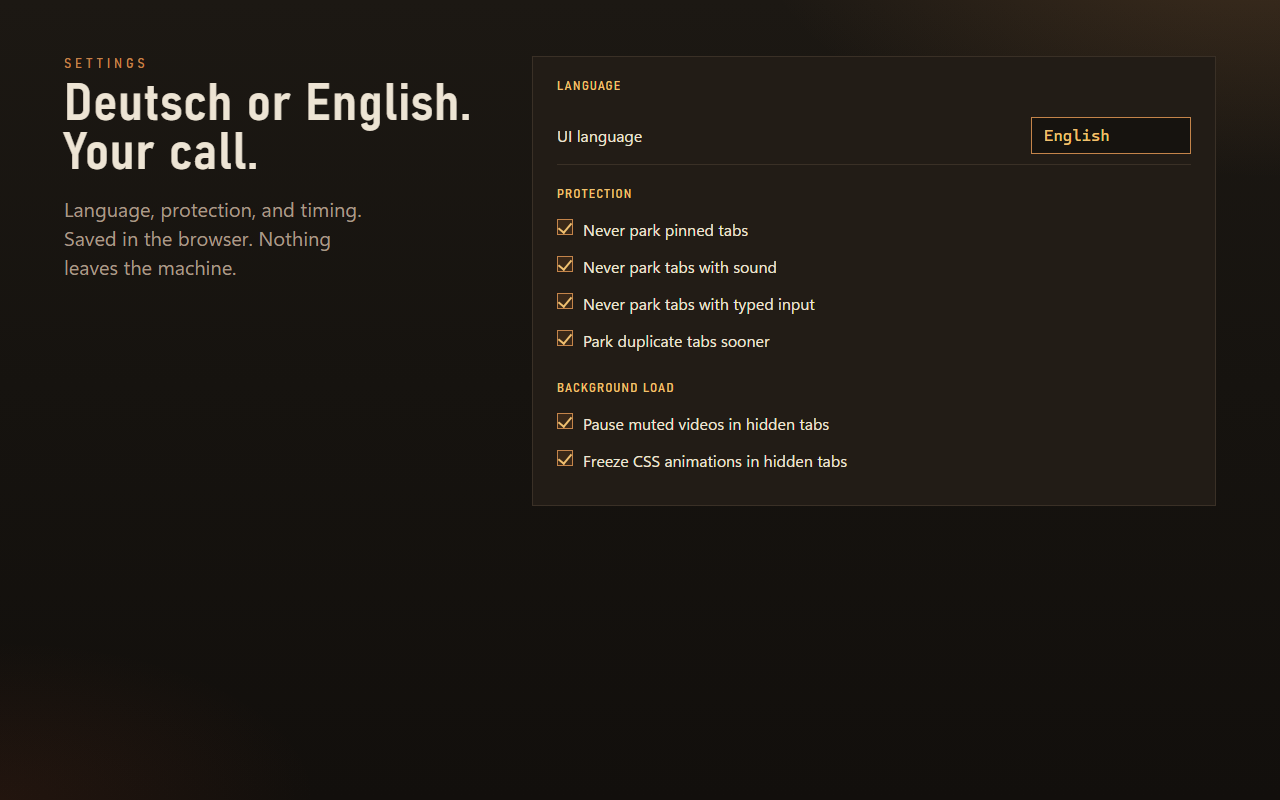 SETTINGS
Deutsch or English.
Your call.
Language, protection, and timing.
Saved in the browser. Nothing
leaves the machine.
LANGUAGE
UI language
English
PROTECTION
Never park pinned tabs
Never park tabs with sound
Never park tabs with typed input
Park duplicate tabs sooner
BACKGROUND LOAD
Pause muted videos in hidden tabs
Freeze CSS animations in hidden tabs